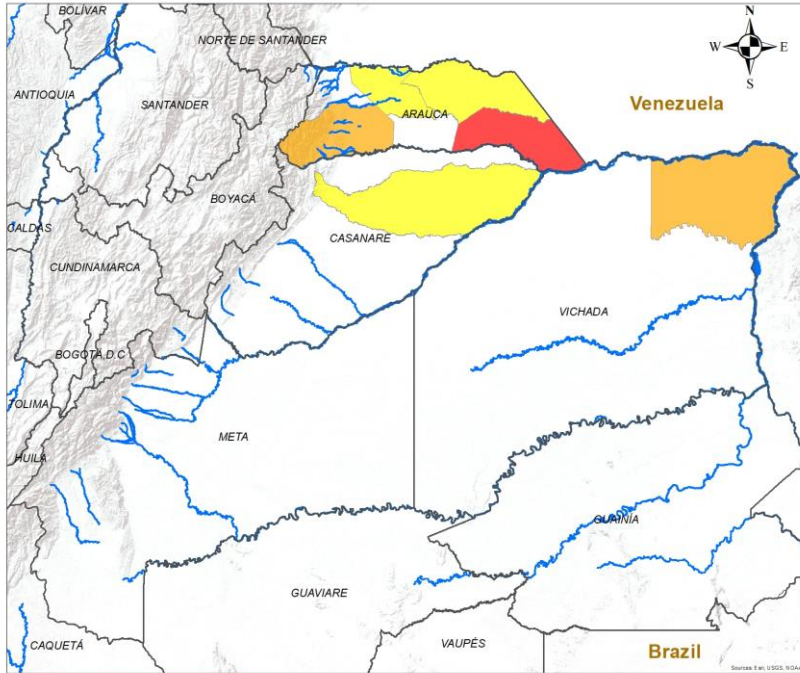 BOLÍVAR
N
NORTE DE SANTANDER
W E
S
ANTIOQUIA
SANTANDER
Venezuela
ARAUCA
BOYACÁ
CALDAS
CASANARE
CUNDINAMARCA
VICHADA
BOGOTÁ D.C
TOLIMA
META
HUILA
GUAINÍA
GUAVIARE
CAQUETÁ
VAUPÉS
Brazil
Sources: Esri, USGS, NOAA